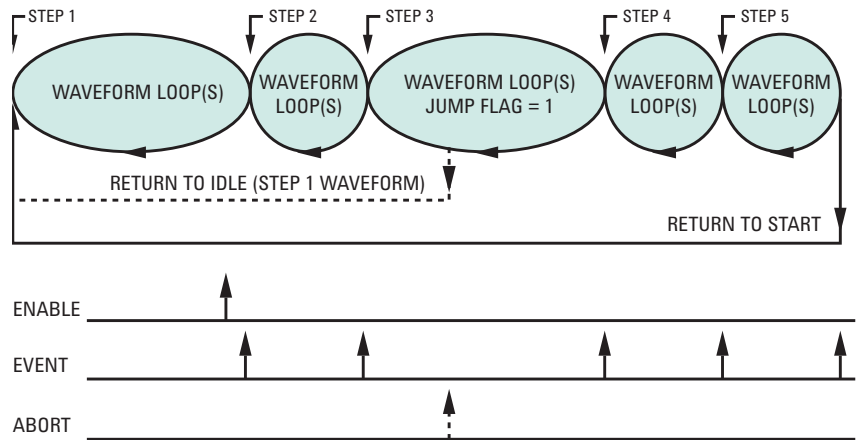 STEP 1
STEP 2
STEP 3
STEP 4
STEP 5
WAVEFORM LOOP(S)
WAVEFORM
LOOP(S)
WAVEFORM LOOP(S)
JUMP FLAG = 1
WAVEFORM
LOOP(S)
WAVEFORM
LOOP(S)
RETURN TO IDLE (STEP 1 WAVEFORM)
RETURN TO START
ENABLE
EVENT
ABORT